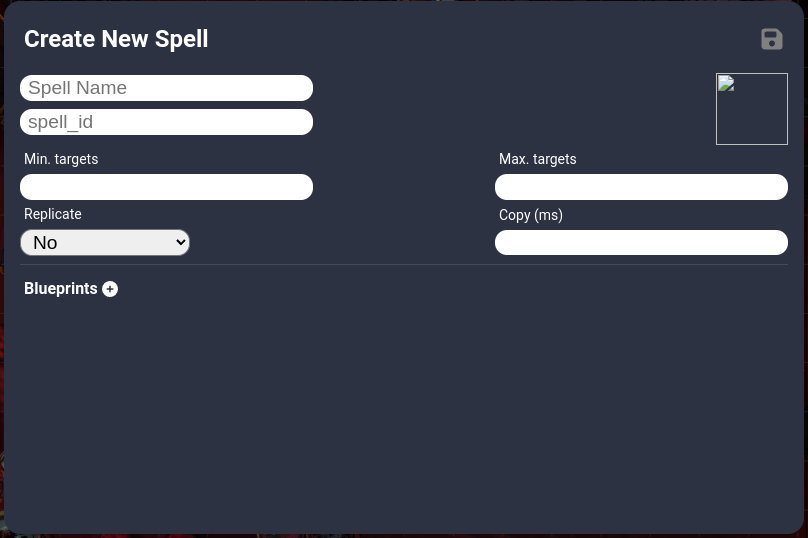 Create New Spell
Spell Name
spell_id
Min. targets
Max. targets
Replicate
Copy (ms)
No
Blueprints